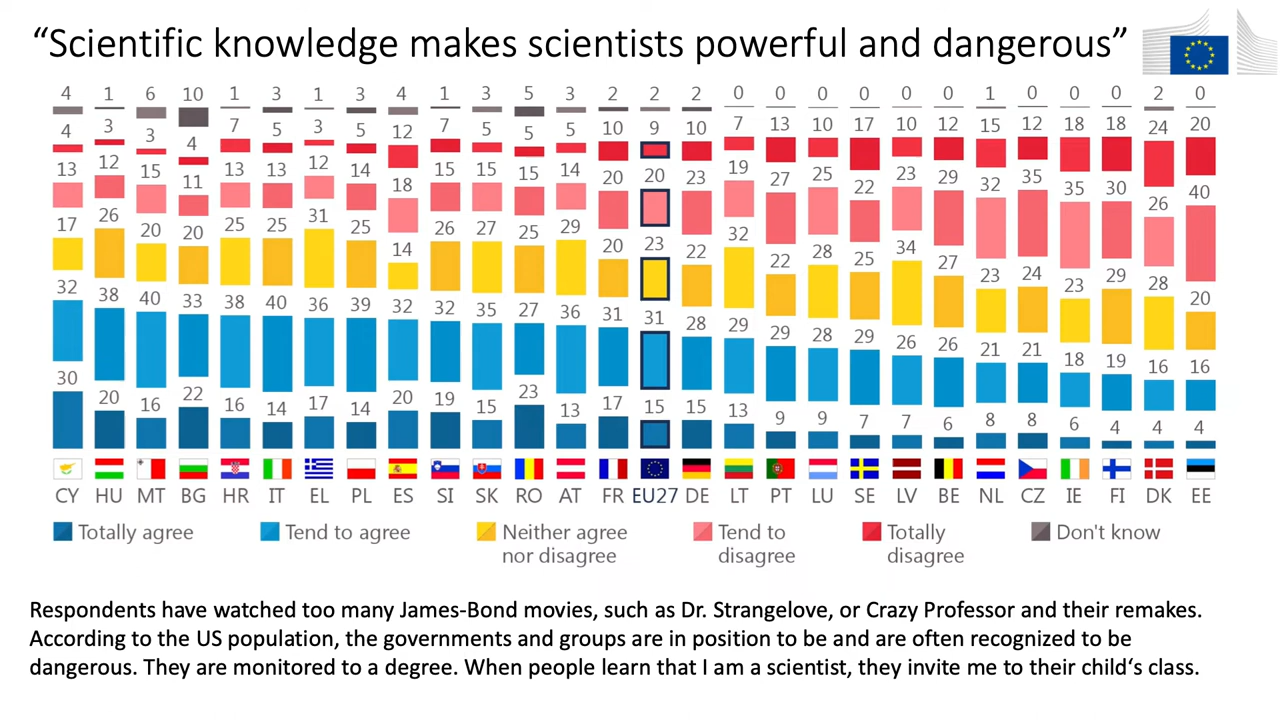 “Scientific knowledge makes scientists powerful and dangerous”
4 1 6 10 1 3 1 3 4 1 3 5 3 2 2 2 0 0 0 0 0 0 1 0 0 0 2 0
4 3 3 4 7 5 3 5 12 7 5 5 5 10 9 10 7 13 10 17 10 12 15 12 18 18 24 20
13 12 15 11 13 13 12 14 18 15 15 15 14 20 20 23 19 27 25 22 23 29 32 35 35 30 26 40
17 26 20 20 25 25 31 25 14 26 27 25 29 20 23 22 32 22 28 25 34 27 23 24 23 29 28 20
32 38 40 33 38 40 36 39 32 32 35 27 36 31 31 28 29 29 28 29 26 26 21 21 18 19 16 16
30 20 16 22 16 14 17 14 20 19 15 23 13 17 15 15 13 9 9 7 7 6 8 8 6 4 4 4
CY HU MT BG HR IT EL PL ES SI SK RO AT FR EU27 DE LT PT LU SE LV BE NL CZ IE FI DK EE
Totally agree
Tend to agree
Neither agree
nor disagree
Tend to
disagree
Totally
disagree
Don't know
Respondents have watched too many James-Bond movies, such as Dr. Strangelove, or Crazy Professor and their remakes.
According to the US population, the governments and groups are in position to be and are often recognized to be
dangerous. They are monitored to a degree. When people learn that I am a scientist, they invite me to their child‘s class.